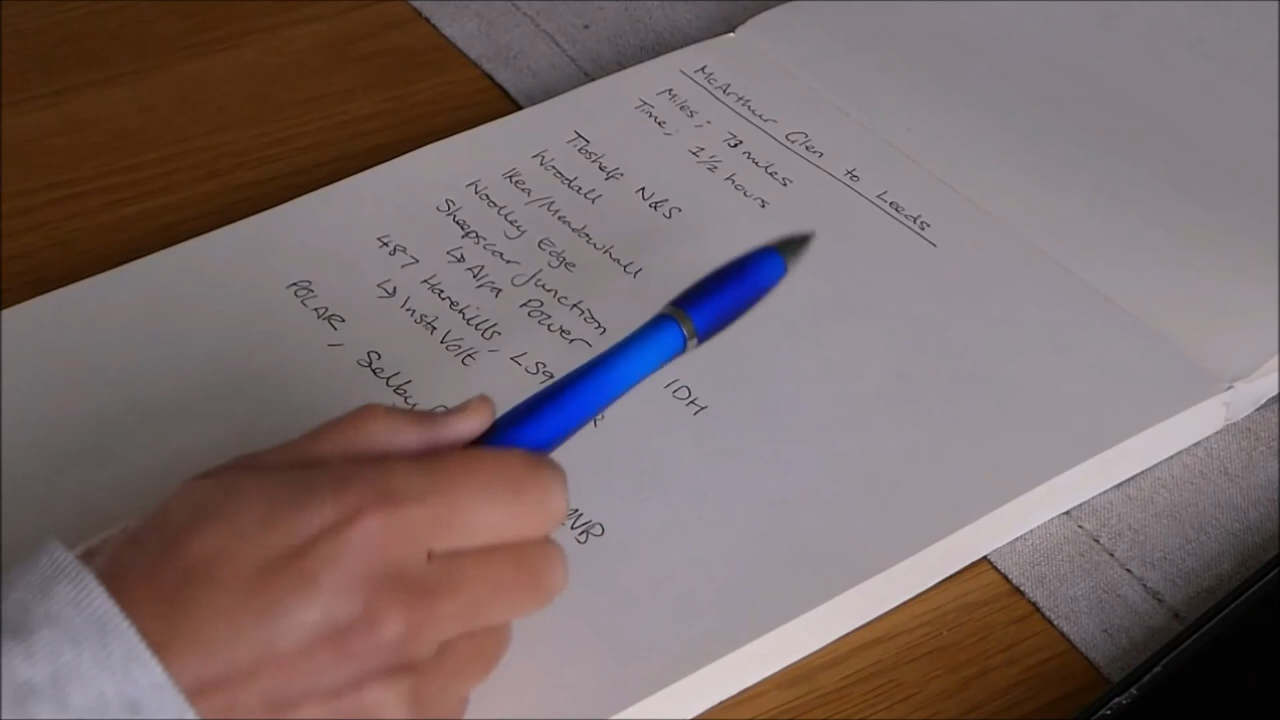 McArthur Glen to Leeds
Miles; 73 miles
Time; 1½ hours
Tibshelf N&S
Woodall
Ikea/Meadowhall
Woolley Edge
Sheepscar Junction
↳ Alfa Power
487 Harehills, LS9
↳ InstaVolt
POLAR, Selby
1DH